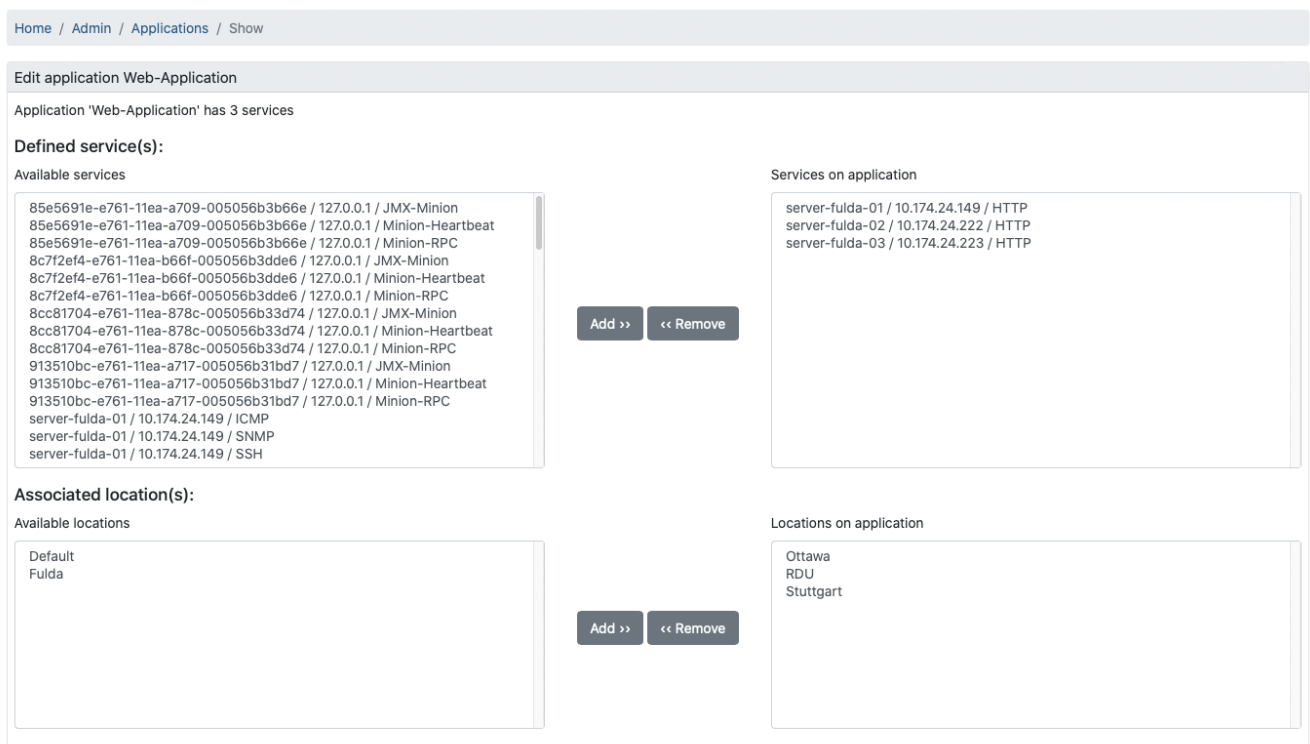 Home / Admin / Applications / Show
Edit application Web-Application
Application 'Web-Application' has 3 services
Defined service(s):
Available services
85e5691e-e761-11ea-a709-005056b3b66e / 127.0.0.1 / JMX-Minion
85e5691e-e761-11ea-a709-005056b3b66e / 127.0.0.1 / Minion-Heartbeat
85e5691e-e761-11ea-a709-005056b3b66e / 127.0.0.1 / Minion-RPC
8c7f2ef4-e761-11ea-b66f-005056b3dde6 / 127.0.0.1 / JMX-Minion
8c7f2ef4-e761-11ea-b66f-005056b3dde6 / 127.0.0.1 / Minion-Heartbeat
8c7f2ef4-e761-11ea-b66f-005056b3dde6 / 127.0.0.1 / Minion-RPC
8cc81704-e761-11ea-878c-005056b33d74 / 127.0.0.1 / JMX-Minion
8cc81704-e761-11ea-878c-005056b33d74 / 127.0.0.1 / Minion-Heartbeat
8cc81704-e761-11ea-878c-005056b33d74 / 127.0.0.1 / Minion-RPC
913510bc-e761-11ea-a717-005056b31bd7 / 127.0.0.1 / JMX-Minion
913510bc-e761-11ea-a717-005056b31bd7 / 127.0.0.1 / Minion-Heartbeat
913510bc-e761-11ea-a717-005056b31bd7 / 127.0.0.1 / Minion-RPC
server-fulda-01 / 10.174.24.149 / ICMP
server-fulda-01 / 10.174.24.149 / SNMP
server-fulda-01 / 10.174.24.149 / SSH
Add ››
‹‹ Remove
Services on application
server-fulda-01 / 10.174.24.149 / HTTP
server-fulda-02 / 10.174.24.222 / HTTP
server-fulda-03 / 10.174.24.223 / HTTP
Associated location(s):
Available locations
Default
Fulda
Add ››
‹‹ Remove
Locations on application
Ottawa
RDU
Stuttgart